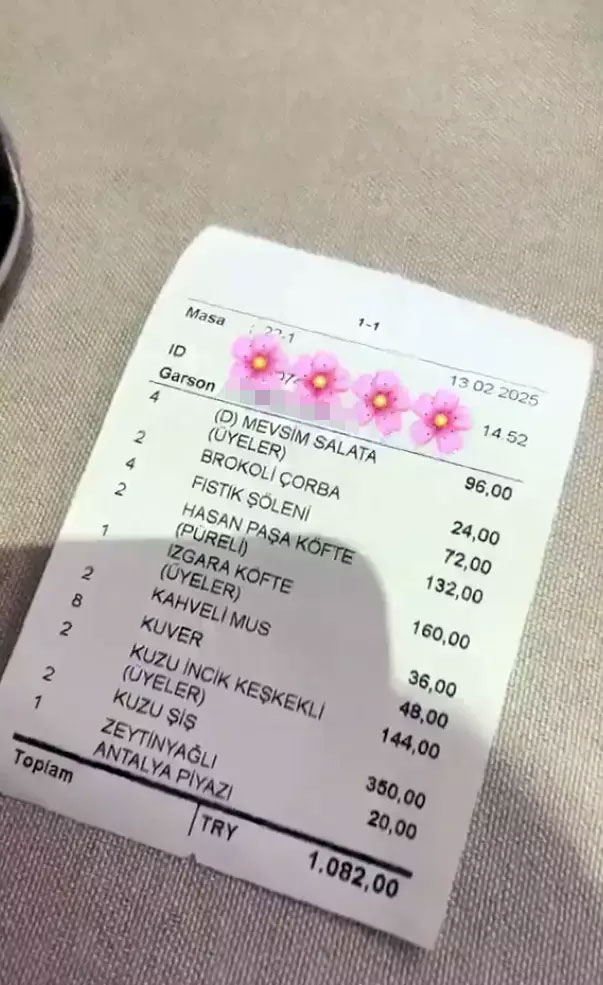 1-1
Masa : 22-1 13 02 2025
ID 14.52
Garson
4 (D) MEVSİM SALATA
(ÜYELER) 96,00
2 BROKOLİ ÇORBA 24,00
4 FISTIK ŞÖLENİ 72,00
2 HASAN PAŞA KÖFTE
(PÜRELİ) 132,00
1 IZGARA KÖFTE
(ÜYELER) 160,00
2 KAHVELİ MUS 36,00
8 KUVER 48,00
2 KUZU İNCİK KEŞKEKLİ
(ÜYELER) 144,00
2 KUZU ŞİŞ 350,00
1 ZEYTİNYAĞLI
ANTALYA PİYAZI 20,00
Toplam TRY 1.082,00